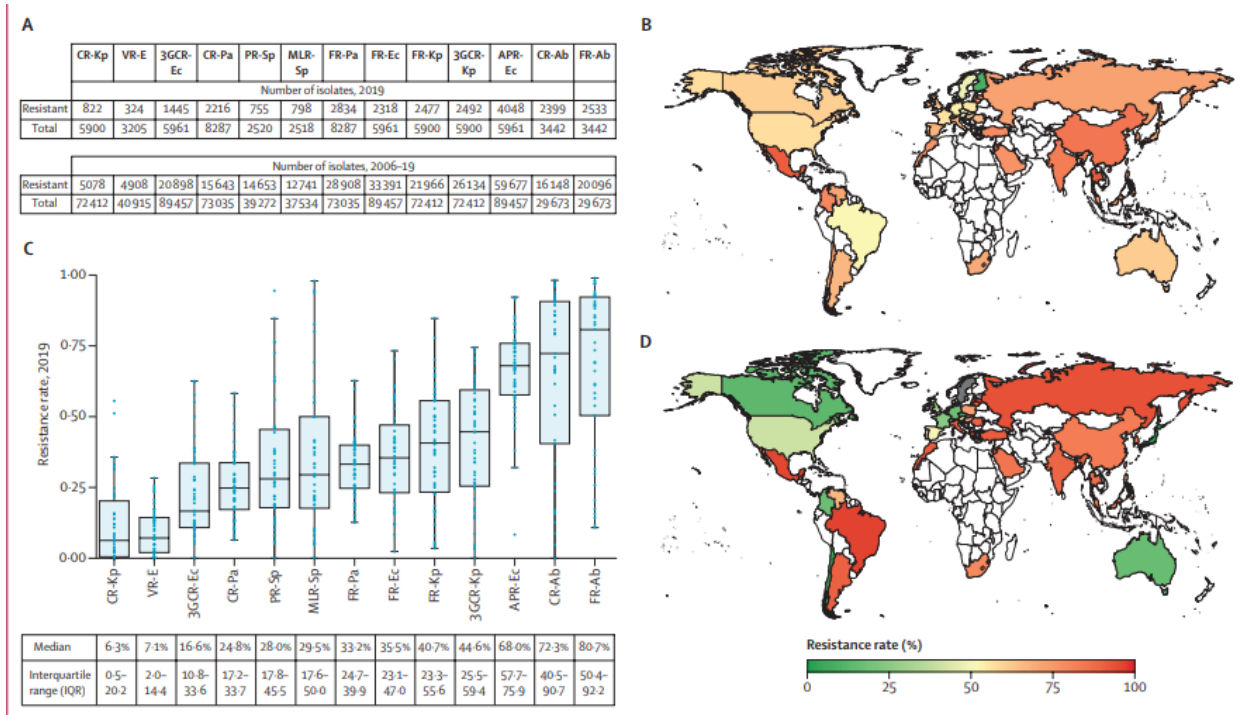 A
CR-Kp VR-E 3GCR-Ec CR-Pa PR-Sp MLR-Sp FR-Pa FR-Ec FR-Kp 3GCR-Kp APR-Ec CR-Ab FR-Ab
Number of isolates, 2019
Resistant 822 324 1445 2216 755 798 2834 2318 2477 2492 4048 2399 2533
Total 5900 3205 5961 8287 2520 2518 8287 5961 5900 5900 5961 3442 3442
Number of isolates, 2006–19
Resistant 5078 4908 20898 15643 14653 12741 28908 33391 21966 26134 59677 16148 20096
Total 72412 40915 89457 73035 39272 37534 73035 89457 72412 72412 89457 29673 29673
B
C
Resistance rate, 2019
1·00
0·75
0·50
0·25
0·00
CR-Kp VR-E 3GCR-Ec CR-Pa PR-Sp MLR-Sp FR-Pa FR-Ec FR-Kp 3GCR-Kp APR-Ec CR-Ab FR-Ab
Median 6·3% 7·1% 16·6% 24·8% 28·0% 29·5% 33·2% 35·5% 40·7% 44·6% 68·0% 72·3% 80·7%
Interquartile 0·5– 2·0– 10·8– 17·2– 17·8– 17·6– 24·7– 23·1– 23·3– 25·5– 57·7– 40·5– 50·4–
range (IQR) 20·2 14·4 33·6 33·7 45·5 50·0 39·9 47·0 55·6 59·4 75·9 90·7 92·2
D
Resistance rate (%)
0 25 50 75 100